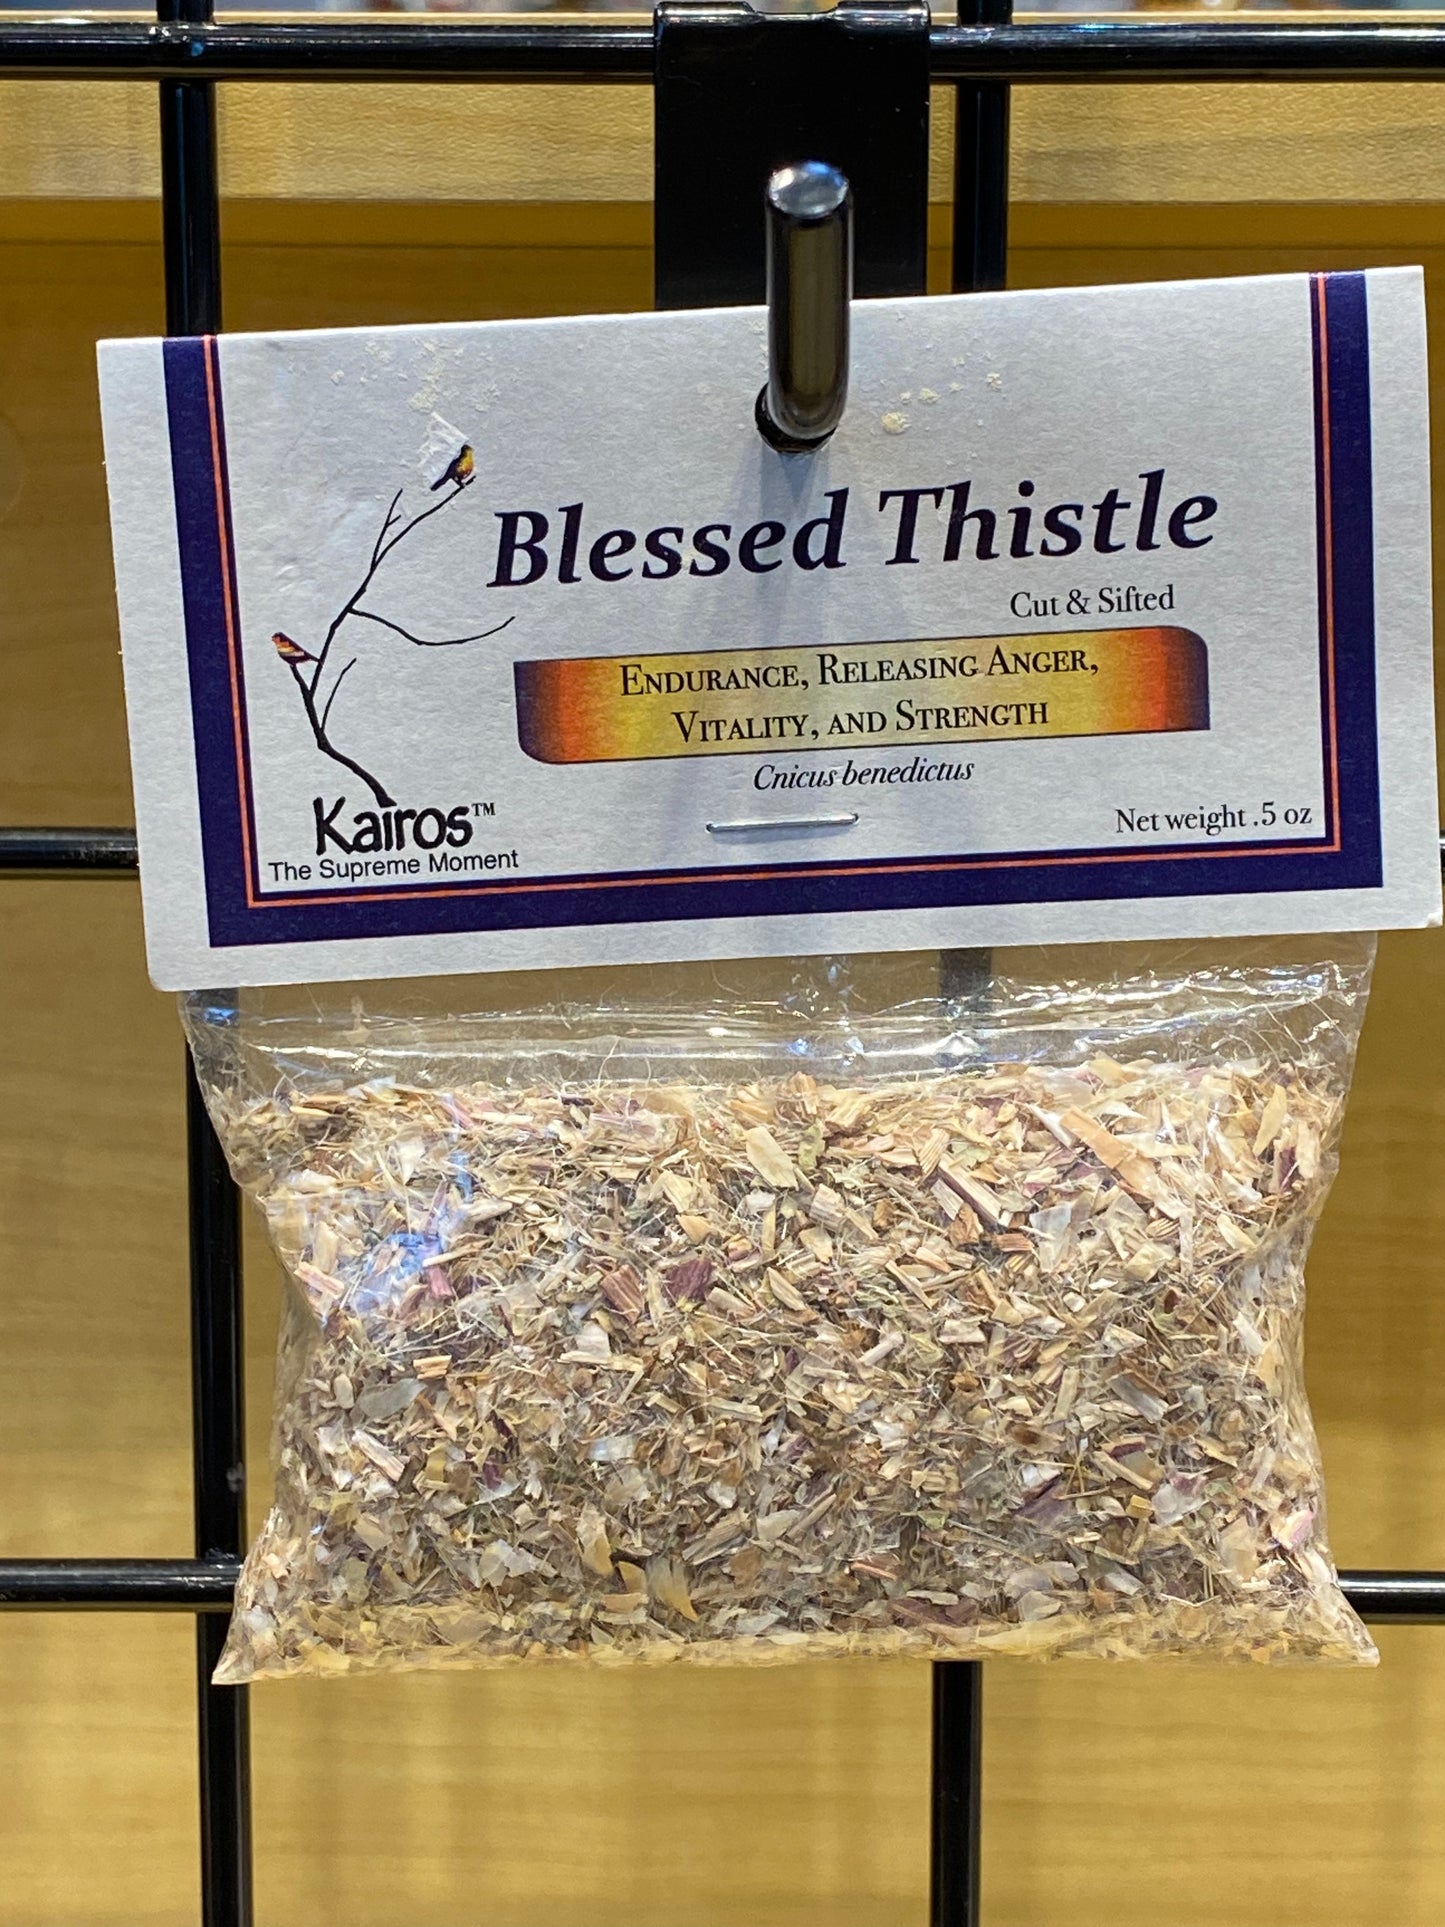 Blessed Thistle
Cut & Sifted
ENDURANCE, RELEASING ANGER,
VITALITY, AND STRENGTH
Cnicus benedictus
Kairos™
The Supreme Moment
Net weight .5 oz